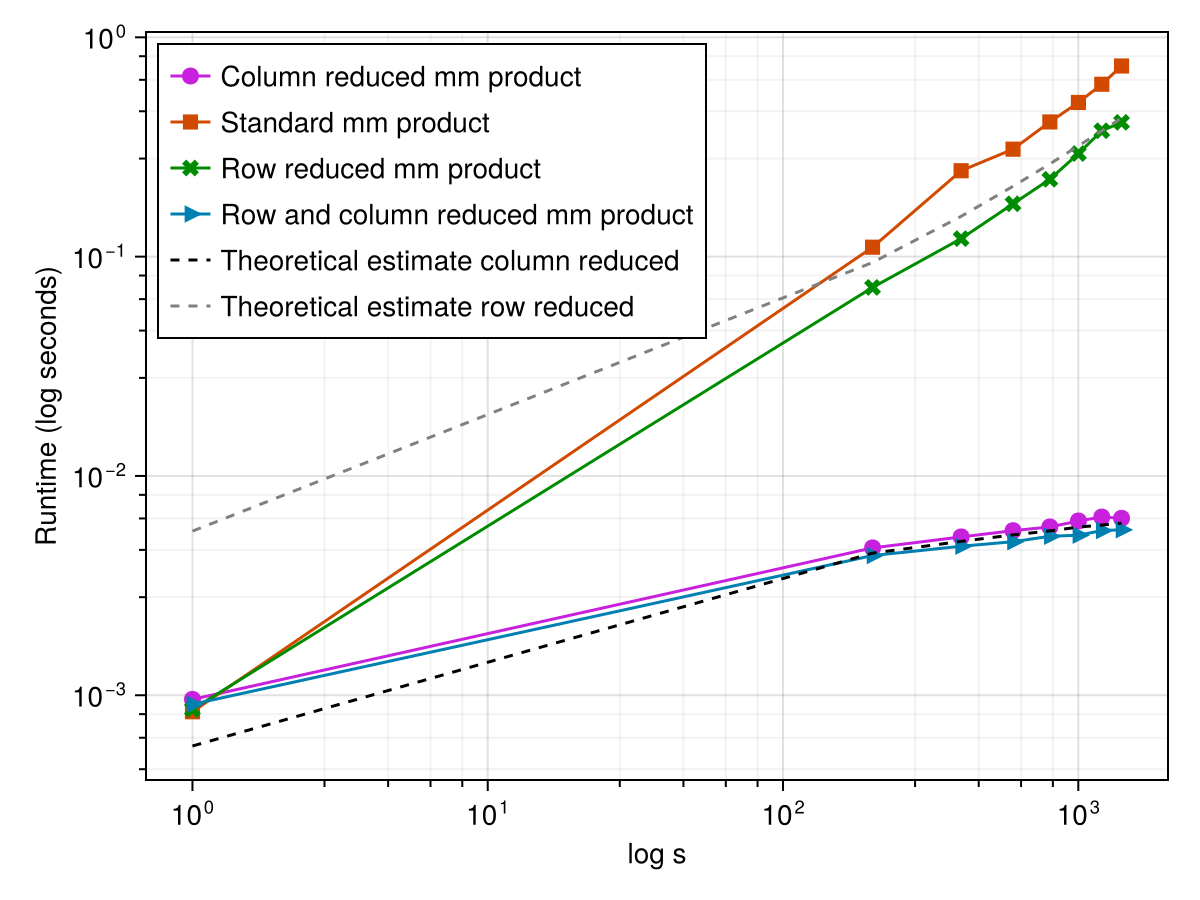 Column reduced mm product
Standard mm product
Row reduced mm product
Row and column reduced mm product
Theoretical estimate column reduced
Theoretical estimate row reduced
10⁰
10⁻¹
10⁻²
10⁻³
Runtime (log seconds)
10⁰ 10¹ 10² 10³
log s